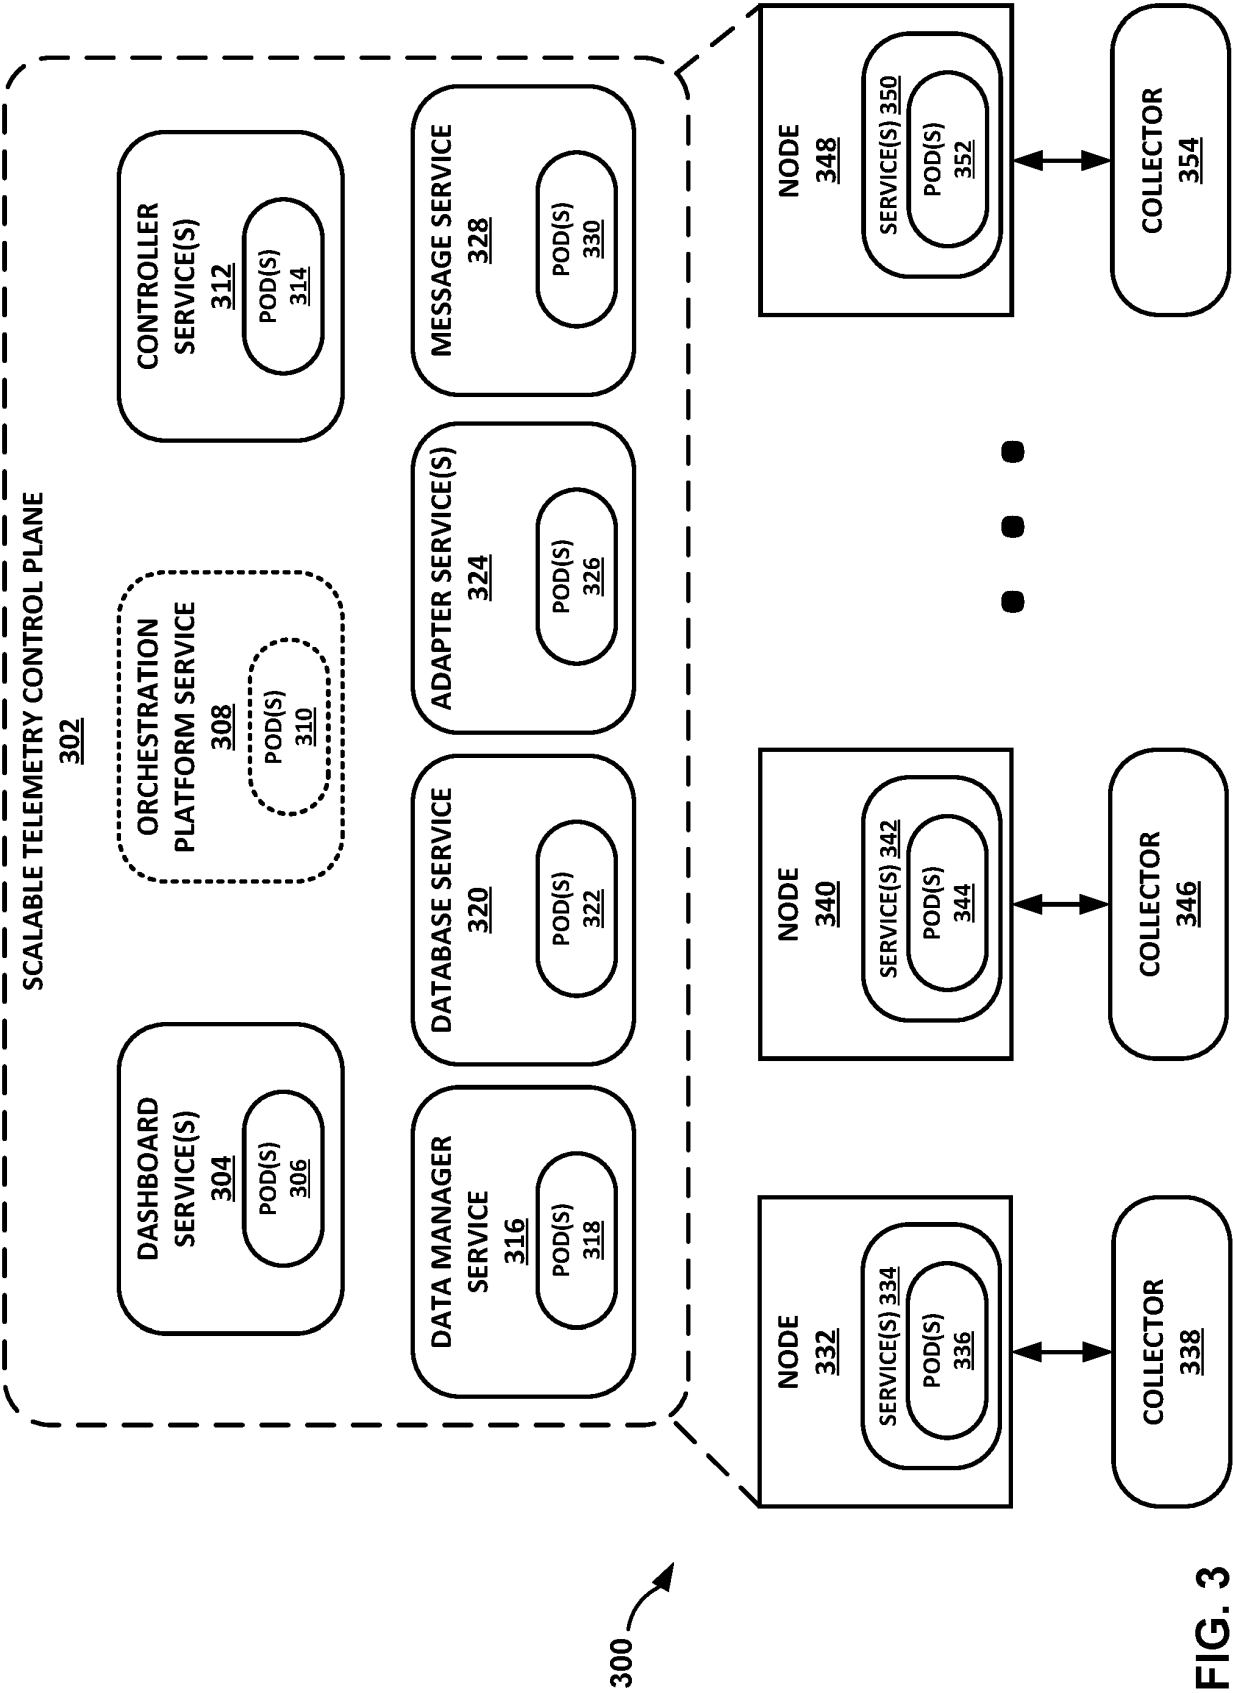 SCALABLE TELEMETRY CONTROL PLANE
302
DASHBOARD
SERVICE(S)
304
POD(S)
306
ORCHESTRATION
PLATFORM SERVICE
308
POD(S)
310
CONTROLLER
SERVICE(S)
312
POD(S)
314
DATA MANAGER
SERVICE
316
POD(S)
318
DATABASE SERVICE
320
POD(S)
322
ADAPTER SERVICE(S)
324
POD(S)
326
MESSAGE SERVICE
328
POD(S)
330
300
NODE
332
SERVICE(S) 334
POD(S)
336
NODE
340
SERVICE(S) 342
POD(S)
344
NODE
348
SERVICE(S) 350
POD(S)
352
COLLECTOR
338
COLLECTOR
346
COLLECTOR
354
FIG. 3